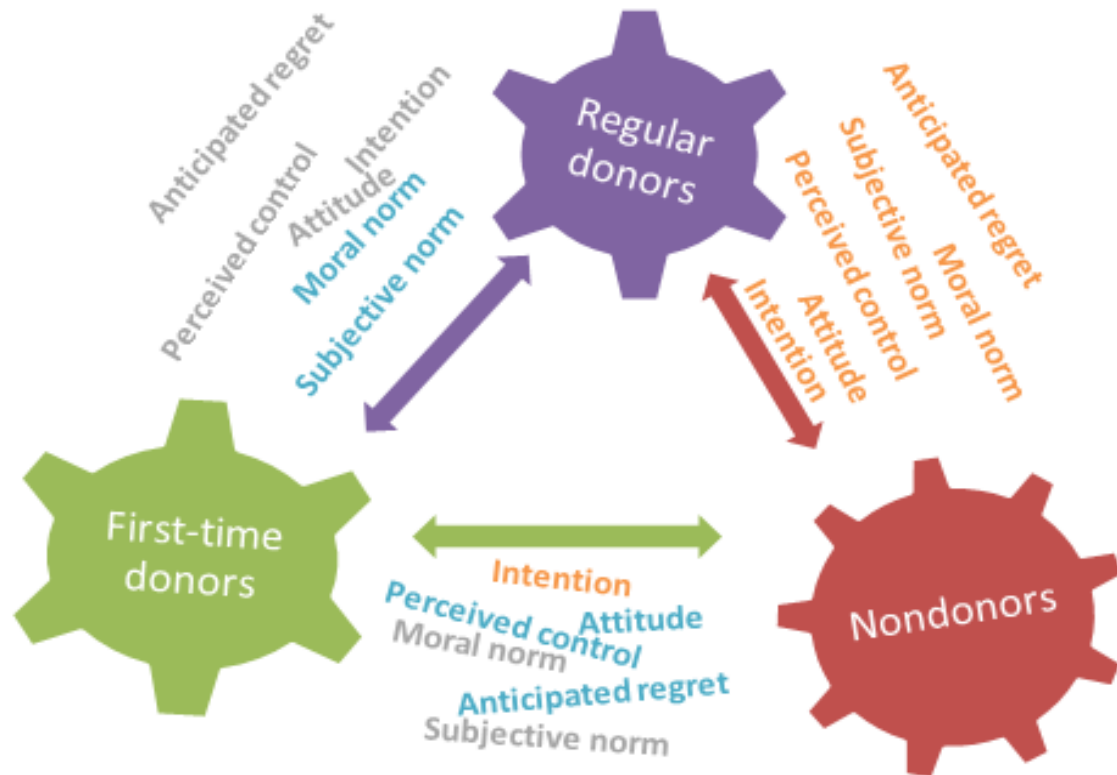 Anticipated regret
Perceived control
Intention
Attitude
Moral norm
Subjective norm
Regular
donors
Anticipated regret
Subjective norm
Perceived control
Moral norm
Attitude
Intention
First-time
donors
Intention
Perceived control
Attitude
Moral norm
Anticipated regret
Subjective norm
Nondonors